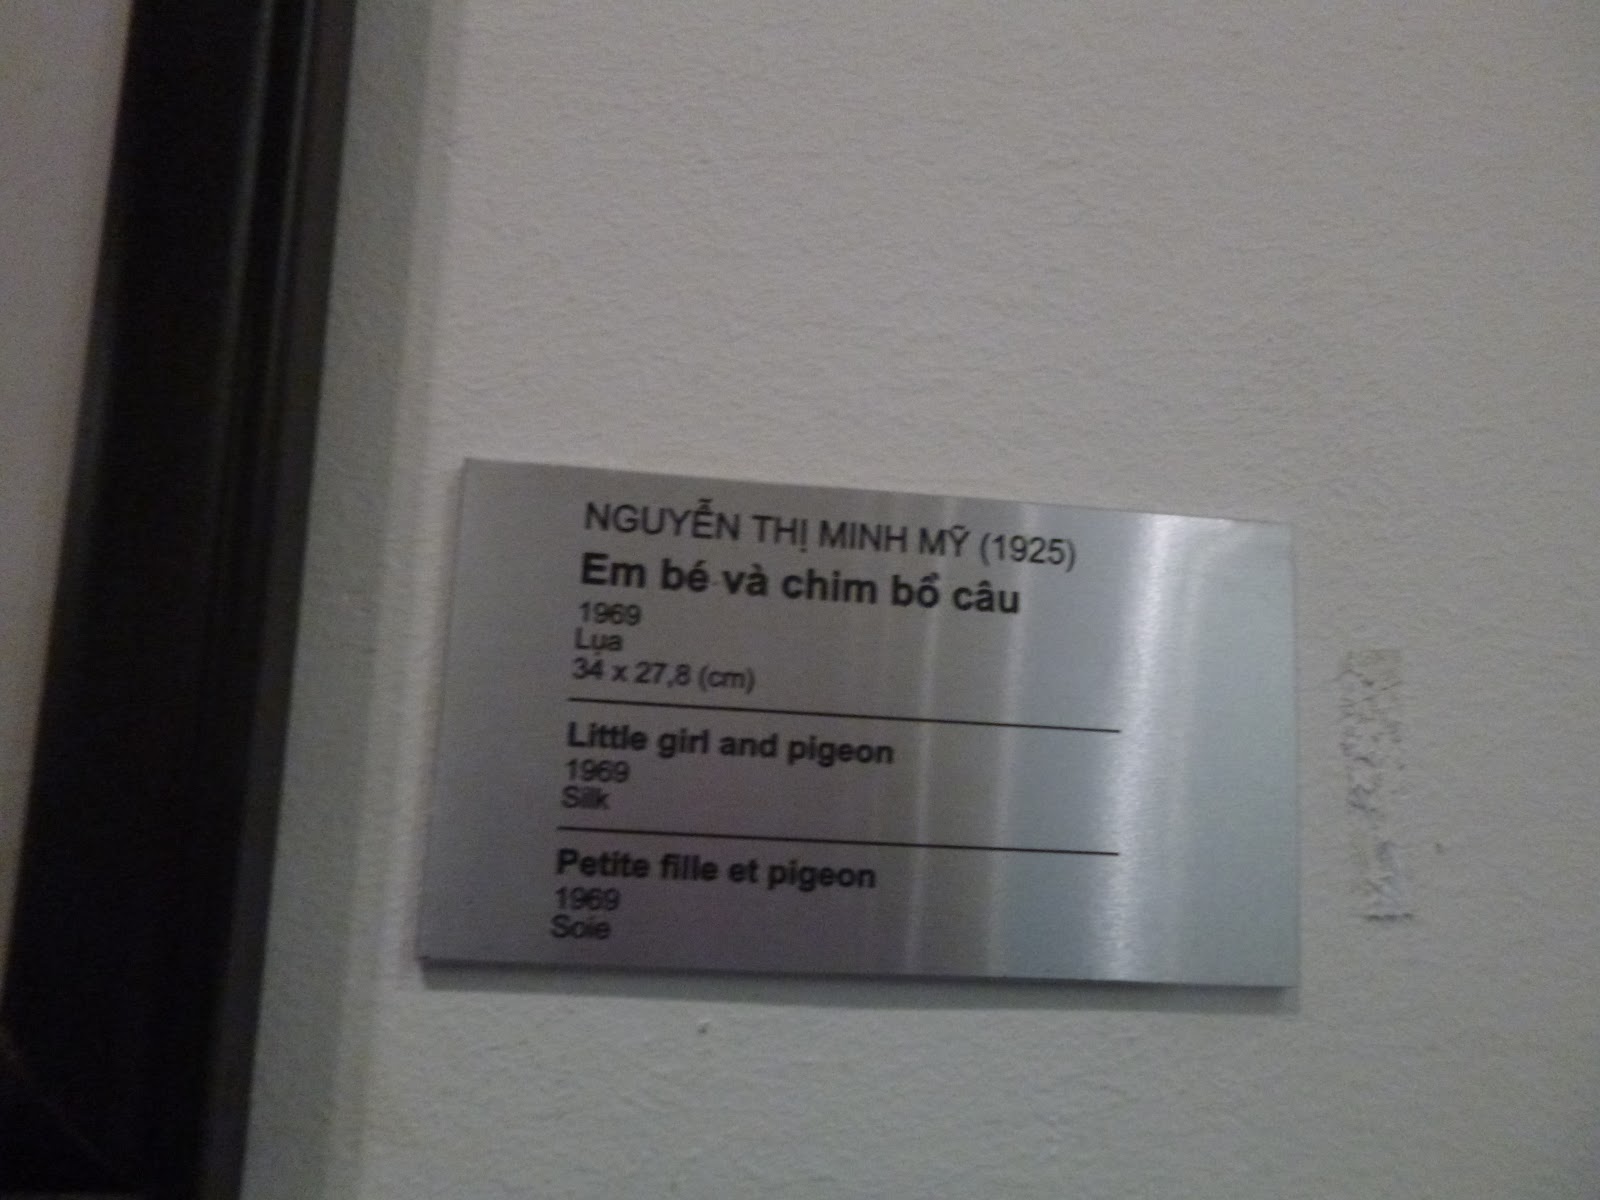 NGUYỄN THỊ MINH MỸ (1925)
Em bé và chim bồ câu
1969
Lụa
34 x 27,8 (cm)
Little girl and pigeon
1969
Silk
Petite fille et pigeon
1969
Soie